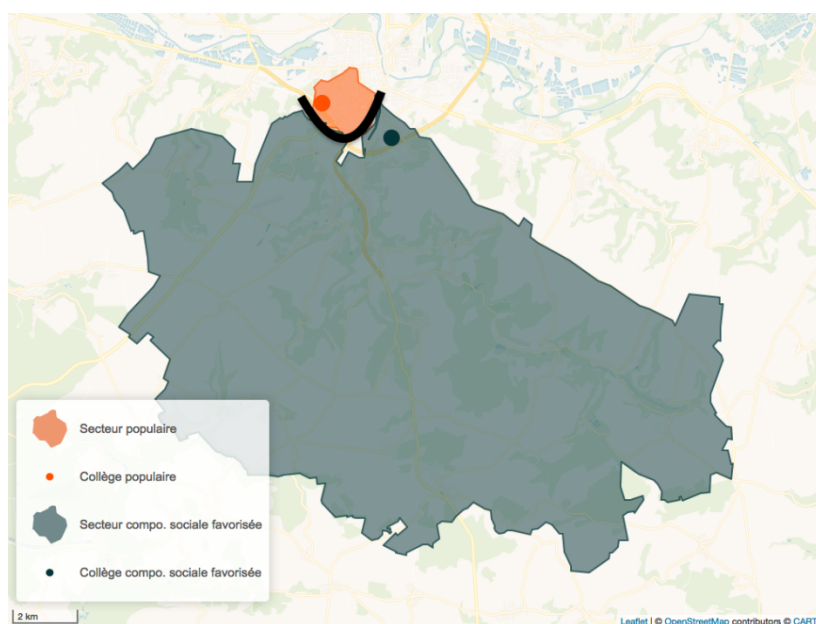 Secteur populaire
Collège populaire
Secteur compo. sociale favorisée
Collège compo. sociale favorisée
2 km
Leaflet | © OpenStreetMap contributors © CART